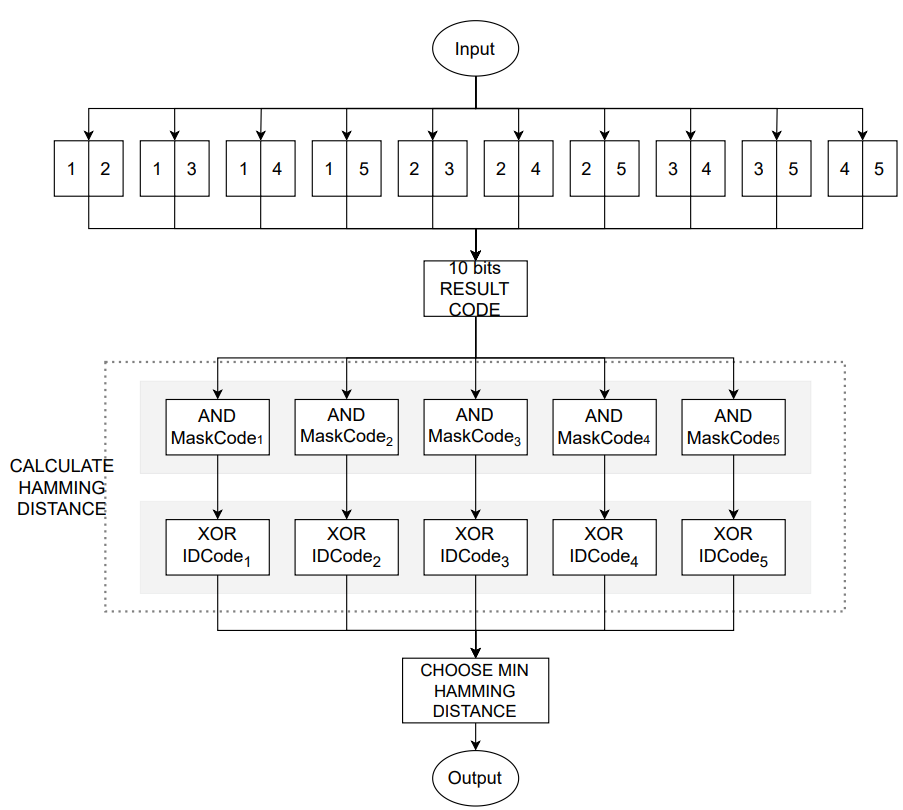 Input
1 2 1 3 1 4 1 5 2 3 2 4 2 5 3 4 3 5 4 5
10 bits
RESULT
CODE
AND AND AND AND AND
MaskCode₁ MaskCode₂ MaskCode₃ MaskCode₄ MaskCode₅
CALCULATE
HAMMING
DISTANCE
XOR XOR XOR XOR XOR
IDCode₁ IDCode₂ IDCode₃ IDCode₄ IDCode₅
CHOOSE MIN
HAMMING
DISTANCE
Output